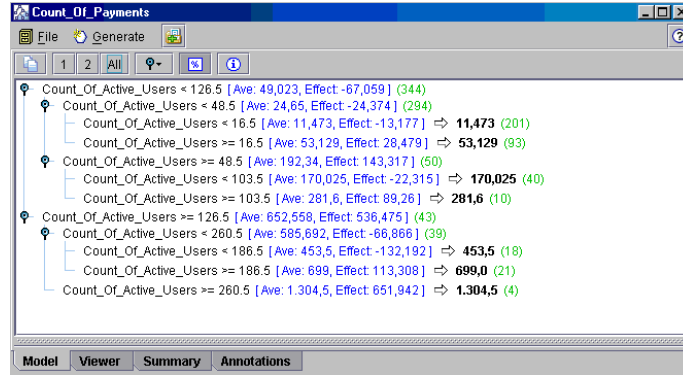 Count_Of_Payments
File Generate
1 2 All %
Count_Of_Active_Users < 126.5 [Ave: 49,023, Effect: -67,059] (344)
Count_Of_Active_Users < 48.5 [Ave: 24,65, Effect: -24,374] (294)
Count_Of_Active_Users < 16.5 [Ave: 11,473, Effect: -13,177] ⇨ 11,473 (201)
Count_Of_Active_Users >= 16.5 [Ave: 53,129, Effect: 28,479] ⇨ 53,129 (93)
Count_Of_Active_Users >= 48.5 [Ave: 192,34, Effect: 143,317] (50)
Count_Of_Active_Users < 103.5 [Ave: 170,025, Effect: -22,315] ⇨ 170,025 (40)
Count_Of_Active_Users >= 103.5 [Ave: 281,6, Effect: 89,26] ⇨ 281,6 (10)
Count_Of_Active_Users >= 126.5 [Ave: 652,558, Effect: 536,475] (43)
Count_Of_Active_Users < 260.5 [Ave: 585,692, Effect: -66,866] (39)
Count_Of_Active_Users < 186.5 [Ave: 453,5, Effect: -132,192] ⇨ 453,5 (18)
Count_Of_Active_Users >= 186.5 [Ave: 699, Effect: 113,308] ⇨ 699,0 (21)
Count_Of_Active_Users >= 260.5 [Ave: 1.304,5, Effect: 651,942] ⇨ 1.304,5 (4)
Model Viewer Summary Annotations